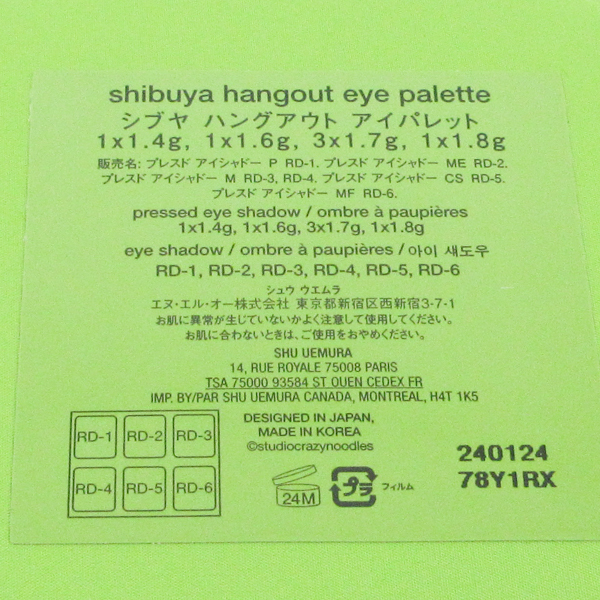 shibuya hangout eye palette
シブヤ ハングアウト アイパレット
1x1.4g, 1x1.6g, 3x1.7g, 1x1.8g
販売名: プレスド アイシャドー P RD-1. プレスド アイシャドー ME RD-2.
プレスド アイシャドー M RD-3, RD-4. プレスド アイシャドー CS RD-5.
プレスド アイシャドー MF RD-6.
pressed eye shadow / ombre à paupières
1x1.4g, 1x1.6g, 3x1.7g, 1x1.8g
eye shadow / ombre à paupières / 아이 섀도우
RD-1, RD-2, RD-3, RD-4, RD-5, RD-6
シュウ ウエムラ
エヌ・エル・オー株式会社 東京都新宿区西新宿3-7-1
お肌に異常が生じていないかよく注意して使用してください。
お肌に合わないときは、ご使用をおやめください。
SHU UEMURA
14, RUE ROYALE 75008 PARIS
TSA 75000 93584 ST OUEN CEDEX FR
IMP. BY/PAR SHU UEMURA CANADA, MONTREAL, H4T 1K5
DESIGNED IN JAPAN,
MADE IN KOREA
©studiocrazynoodles
RD-1 RD-2 RD-3
RD-4 RD-5 RD-6
24M
プラ フィルム
240124
78Y1RX